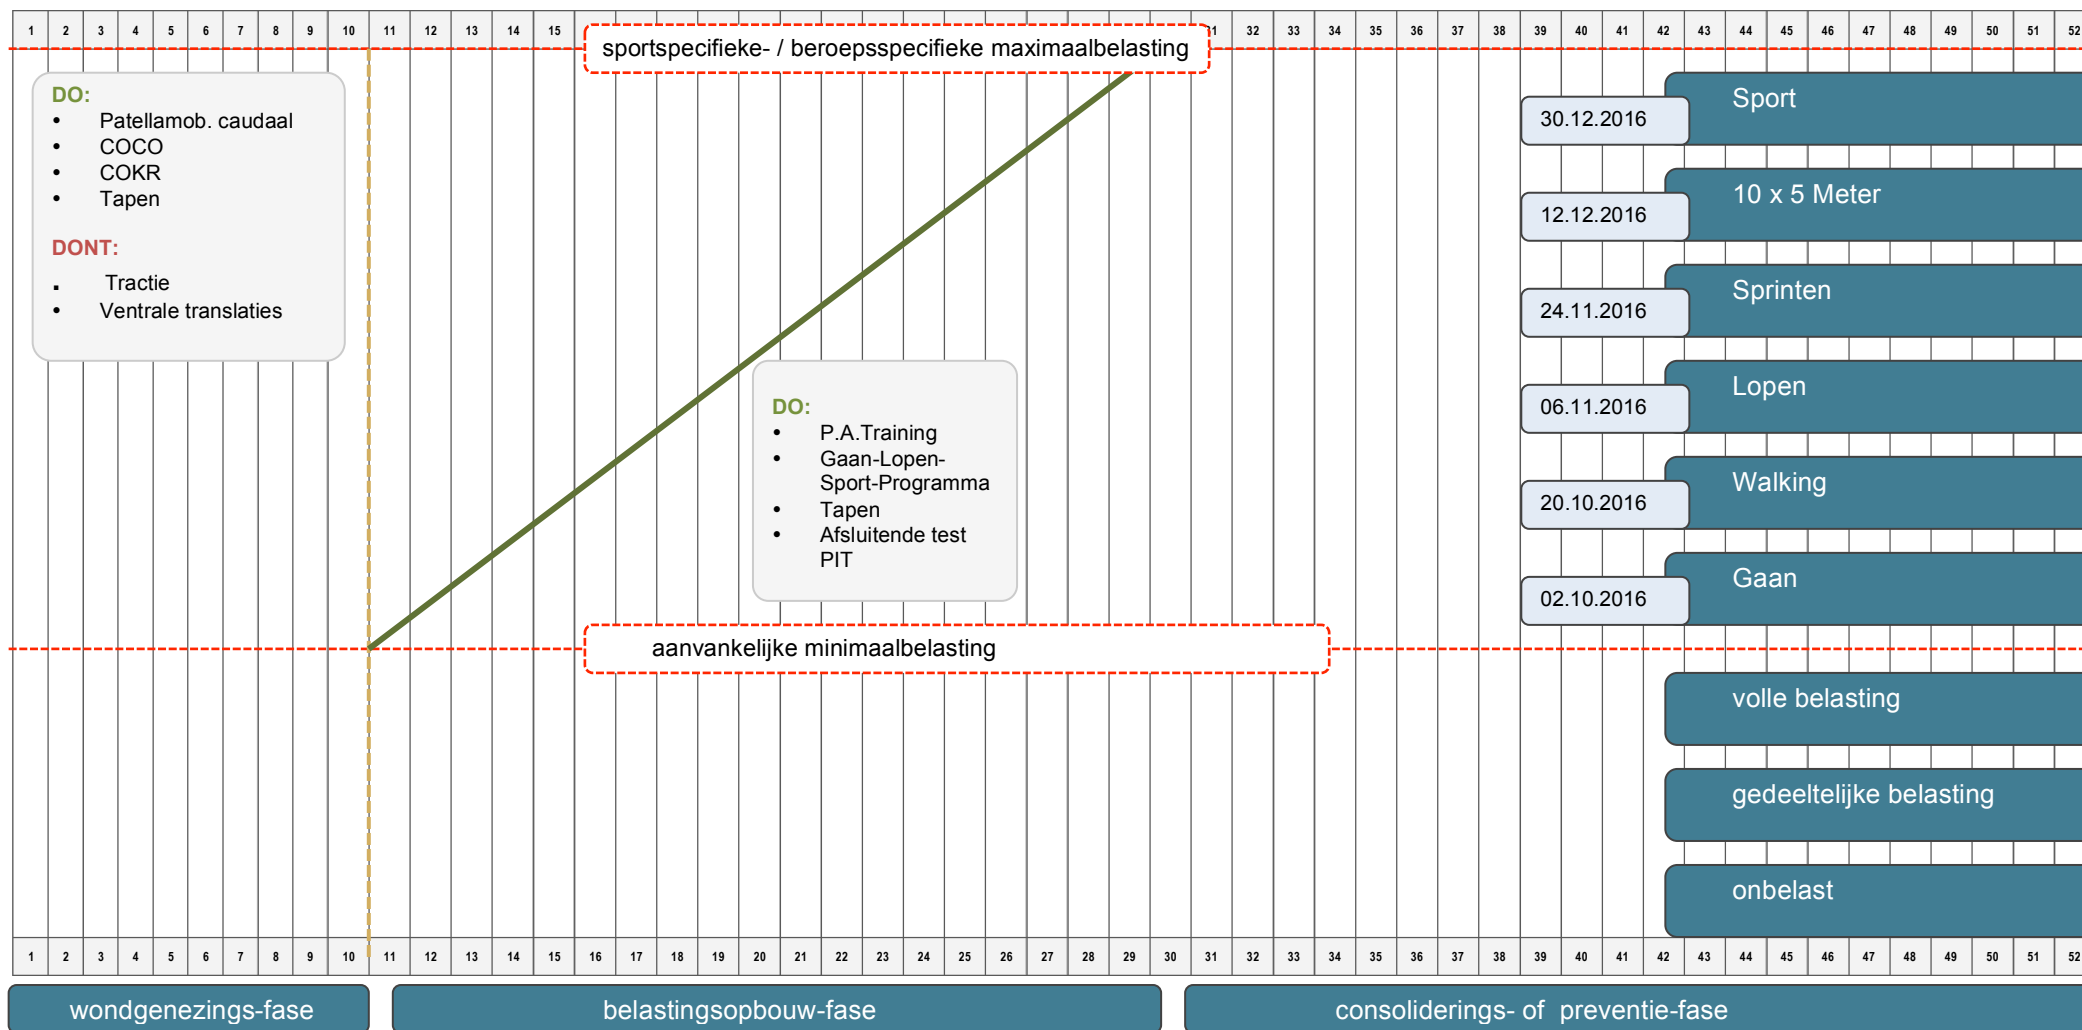 1 2 3 4 5 6 7 8 9 10 11 12 13 14 15 31 32 33 34 35 36 37 38 39 40 41 42 43 44 45 46 47 48 49 50 51 52
sportspecifieke- / beroepsspecifieke maximaalbelasting
DO:
• Patellamob. caudaal
• COCO
• COKR
• Tapen
DONT:
▪ Tractie
• Ventrale translaties
DO:
• P.A.Training
• Gaan-Lopen-
Sport-Programma
• Tapen
• Afsluitende test
PIT
30.12.2016 Sport
12.12.2016 10 x 5 Meter
24.11.2016 Sprinten
06.11.2016 Lopen
20.10.2016 Walking
02.10.2016 Gaan
aanvankelijke minimaalbelasting
volle belasting
gedeeltelijke belasting
onbelast
1 2 3 4 5 6 7 8 9 10 11 12 13 14 15 16 17 18 19 20 21 22 23 24 25 26 27 28 29 30 31 32 33 34 35 36 37 38 39 40 41 42 43 44 45 46 47 48 49 50 51 52
wondgenezings-fase
belastingsopbouw-fase
consoliderings- of preventie-fase